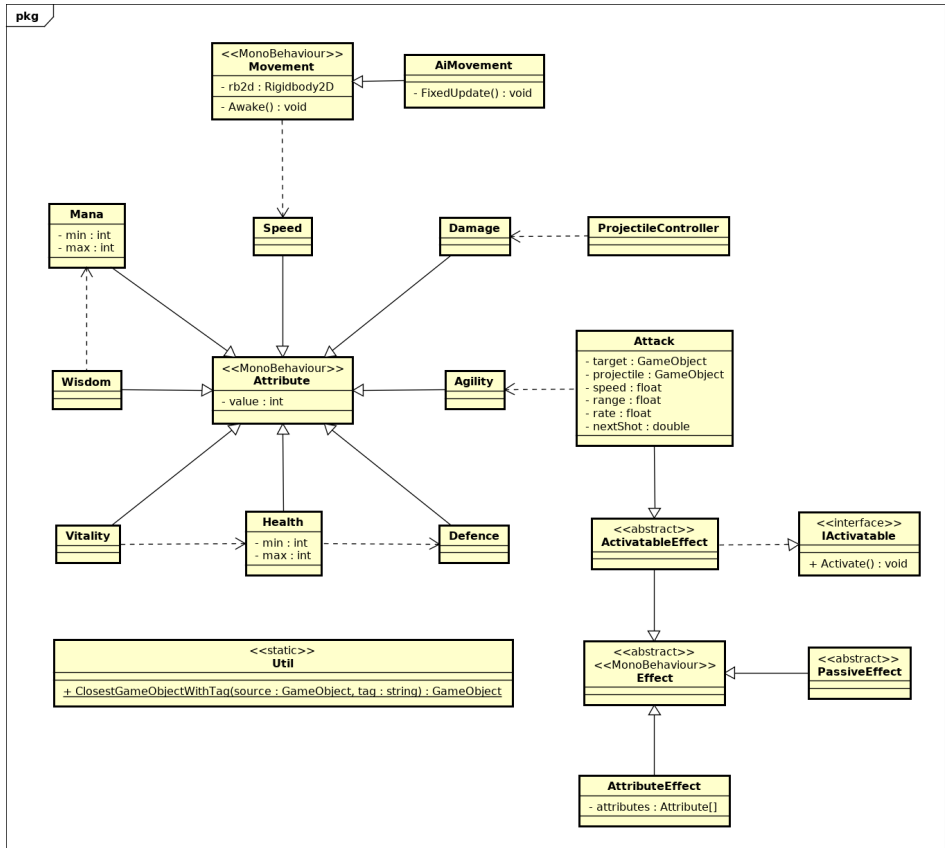 pkg
<<MonoBehaviour>>
Movement
- rb2d : Rigidbody2D
- Awake() : void
AiMovement
- FixedUpdate() : void
Mana
- min : int
- max : int
Speed
Damage
ProjectileController
Wisdom
<<MonoBehaviour>>
Attribute
- value : int
Agility
Attack
- target : GameObject
- projectile : GameObject
- speed : float
- range : float
- rate : float
- nextShot : double
Vitality
Health
- min : int
- max : int
Defence
<<abstract>>
ActivatableEffect
<<interface>>
IActivatable
+ Activate() : void
<<static>>
Util
+ ClosestGameObjectWithTag(source : GameObject, tag : string) : GameObject
<<abstract>>
<<MonoBehaviour>>
Effect
<<abstract>>
PassiveEffect
AttributeEffect
- attributes : Attribute[]